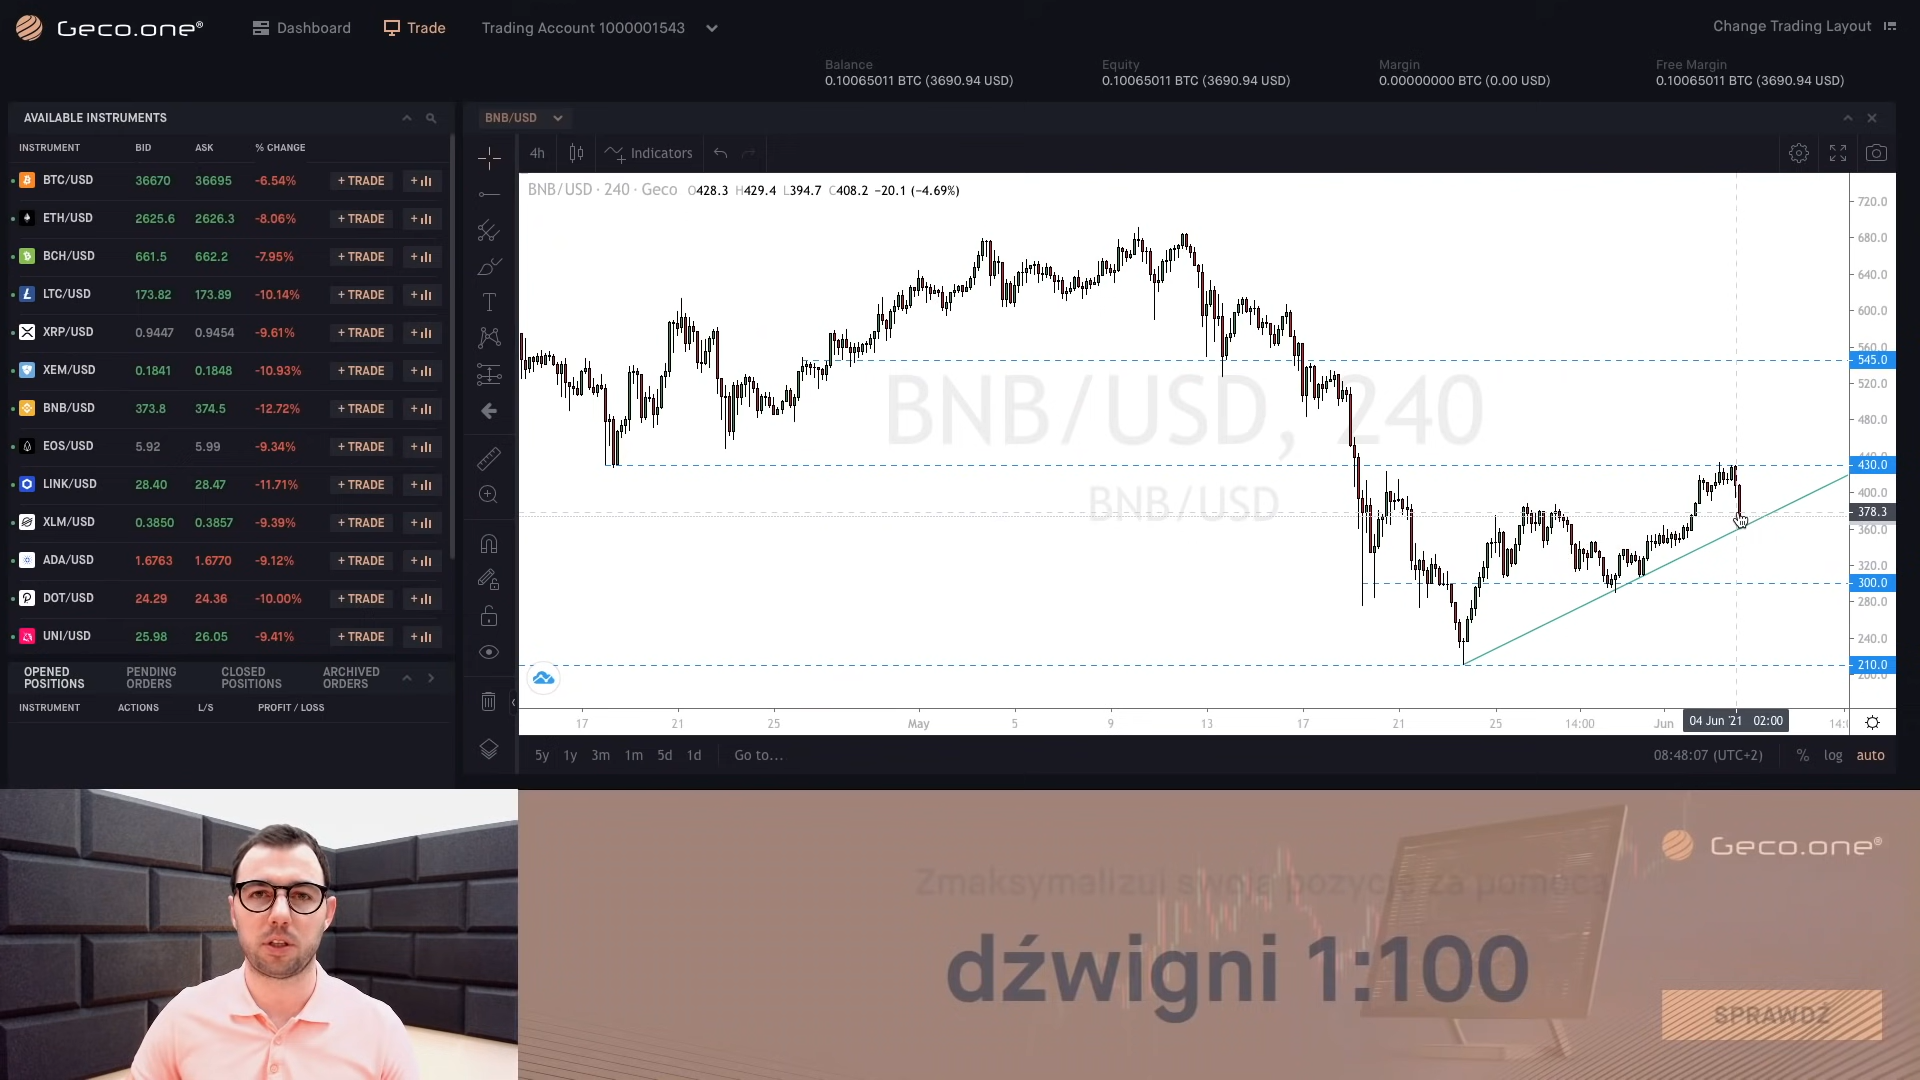 Geco.one®
Dashboard
Trade
Trading Account 1000001543
Change Trading Layout
Balance
0.10065011 BTC (3690.94 USD)
Equity
0.10065011 BTC (3690.94 USD)
Margin
0.00000000 BTC (0.00 USD)
Free Margin
0.10065011 BTC (3690.94 USD)
AVAILABLE INSTRUMENTS
INSTRUMENT BID ASK % CHANGE
BTC/USD 36670 36695 -6.54% + TRADE
ETH/USD 2625.6 2626.3 -8.06% + TRADE
BCH/USD 661.5 662.2 -7.95% + TRADE
LTC/USD 173.82 173.89 -10.14% + TRADE
XRP/USD 0.9447 0.9454 -9.61% + TRADE
XEM/USD 0.1841 0.1848 -10.93% + TRADE
BNB/USD 373.8 374.5 -12.72% + TRADE
EOS/USD 5.92 5.99 -9.34% + TRADE
LINK/USD 28.40 28.47 -11.71% + TRADE
XLM/USD 0.3850 0.3857 -9.39% + TRADE
ADA/USD 1.6763 1.6770 -9.12% + TRADE
DOT/USD 24.29 24.36 -10.00% + TRADE
UNI/USD 25.98 26.05 -9.41% + TRADE
OPENED POSITIONS
PENDING ORDERS
CLOSED POSITIONS
ARCHIVED ORDERS
INSTRUMENT ACTIONS L/S PROFIT / LOSS
BNB/USD
4h
Indicators
BNB/USD · 240 · Geco O428.3 H429.4 L394.7 C408.2 −20.1 (−4.69%)
BNB/USD, 240
BNB/USD
720.0
680.0
640.0
600.0
560.0
545.0
520.0
480.0
430.0
400.0
378.3
360.0
320.0
300.0
280.0
240.0
210.0
200.0
17 21 25 May 5 9 13 17 21 25 14:00 Jun 04 Jun '21 02:00
5y 1y 3m 1m 5d 1d Go to...
08:48:07 (UTC+2) % log auto
Geco.one®
Zmaksymalizuj swoją pozycję za pomocą
dźwigni 1:100
SPRAWDŹ